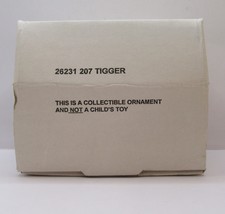 26231 207 TIGGER
THIS IS A COLLECTIBLE ORNAMENT
AND NOT A CHILD'S TOY